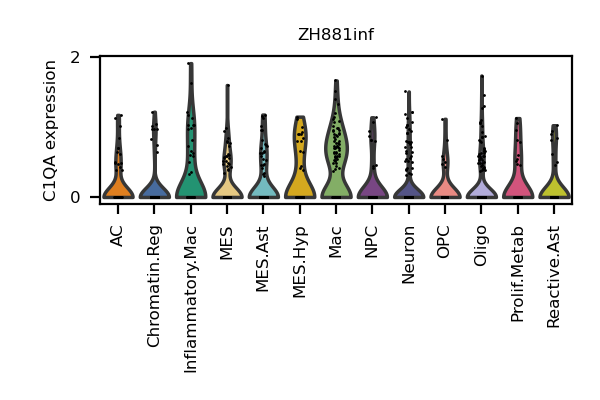 ZH881inf
C1QA expression
2
0
AC
Chromatin.Reg
Inflammatory.Mac
MES
MES.Ast
MES.Hyp
Mac
NPC
Neuron
OPC
Oligo
Prolif.Metab
Reactive.Ast